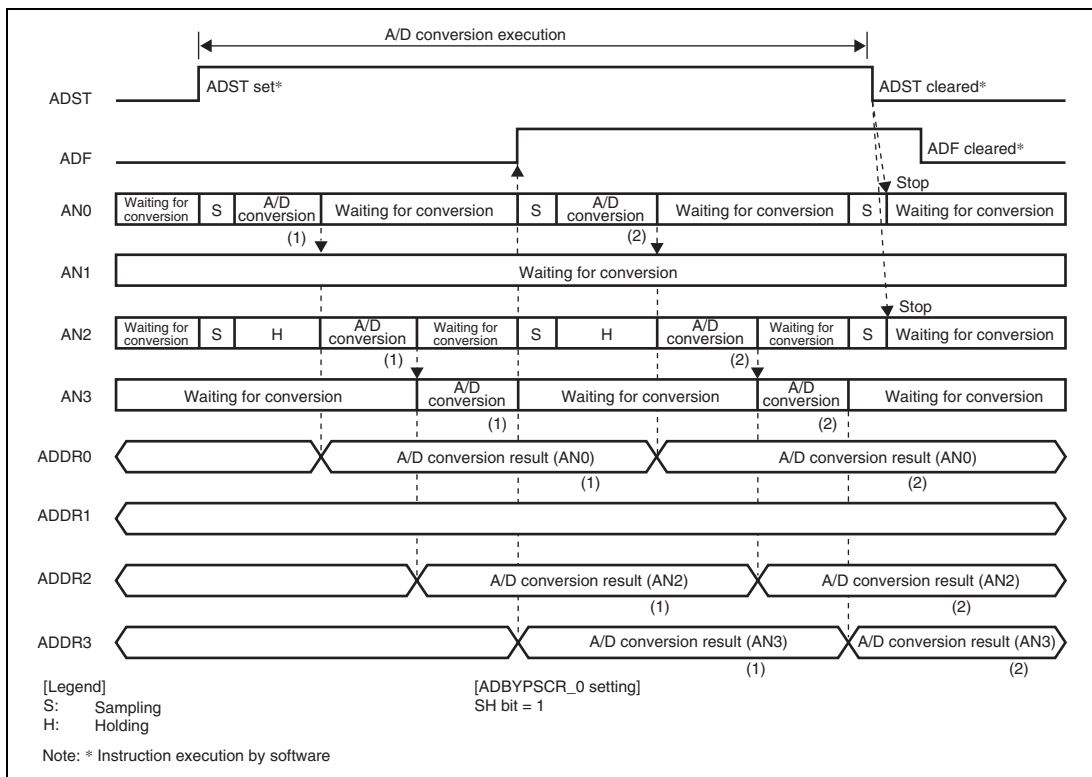 A/D conversion execution
ADST
ADST set*
ADST cleared*
ADF
ADF cleared*
Stop
AN0
Waiting for conversion
S
A/D conversion
Waiting for conversion
S
A/D conversion
Waiting for conversion
S
Waiting for conversion
(1)
(2)
AN1
Waiting for conversion
Stop
AN2
Waiting for conversion
S
H
A/D conversion
Waiting for conversion
S
H
A/D conversion
Waiting for conversion
S
Waiting for conversion
(1)
(2)
AN3
Waiting for conversion
A/D conversion
Waiting for conversion
A/D conversion
Waiting for conversion
(1)
(2)
ADDR0
A/D conversion result (AN0)
A/D conversion result (AN0)
(1)
(2)
ADDR1
ADDR2
A/D conversion result (AN2)
A/D conversion result (AN2)
(1)
(2)
ADDR3
A/D conversion result (AN3)
A/D conversion result (AN3)
(1)
(2)
[Legend]
S: Sampling
H: Holding
[ADBYPSCR_0 setting]
SH bit = 1
Note: * Instruction execution by software